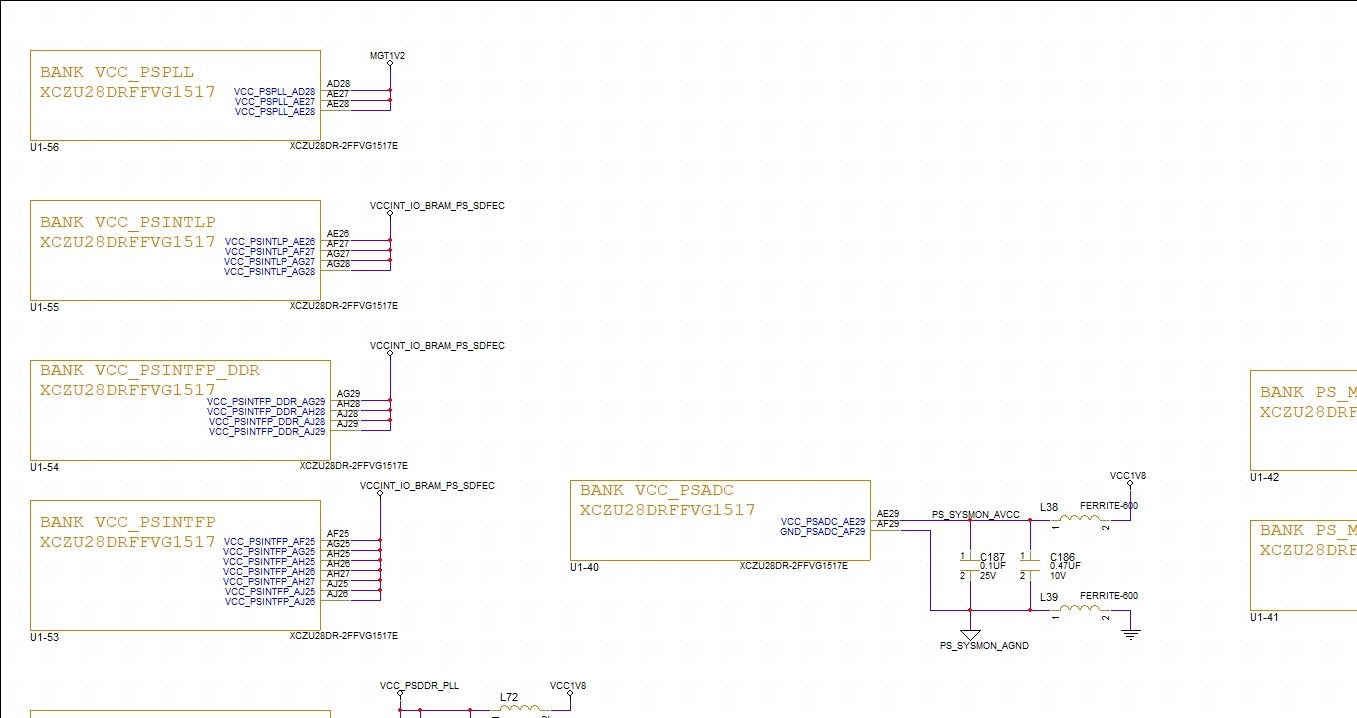 MGT1V2
BANK VCC_PSPLL
XCZU28DRFFVG1517
AD28
VCC_PSPLL_AD28
AE27
VCC_PSPLL_AE27
AE28
VCC_PSPLL_AE28
U1-56
XCZU28DR-2FFVG1517E
VCCINT_IO_BRAM_PS_SDFEC
BANK VCC_PSINTLP
XCZU28DRFFVG1517
AE26
VCC_PSINTLP_AE26
AF27
VCC_PSINTLP_AF27
AG27
VCC_PSINTLP_AG27
AG28
VCC_PSINTLP_AG28
U1-55
XCZU28DR-2FFVG1517E
VCCINT_IO_BRAM_PS_SDFEC
BANK VCC_PSINTFP_DDR
XCZU28DRFFVG1517
AG29
VCC_PSINTFP_DDR_AG29
AH28
VCC_PSINTFP_DDR_AH28
AJ28
VCC_PSINTFP_DDR_AJ28
AJ29
VCC_PSINTFP_DDR_AJ29
U1-54
XCZU28DR-2FFVG1517E
VCCINT_IO_BRAM_PS_SDFEC
BANK VCC_PSINTFP
XCZU28DRFFVG1517
AF25
VCC_PSINTFP_AF25
AG25
VCC_PSINTFP_AG25
AH25
VCC_PSINTFP_AH25
AH26
VCC_PSINTFP_AH26
AH27
VCC_PSINTFP_AH27
AJ25
VCC_PSINTFP_AJ25
AJ26
VCC_PSINTFP_AJ26
U1-53
XCZU28DR-2FFVG1517E
BANK VCC_PSADC
XCZU28DRFFVG1517
AE29
VCC_PSADC_AE29
AF29
GND_PSADC_AF29
U1-40
XCZU28DR-2FFVG1517E
PS_SYSMON_AVCC
VCC1V8
L38
FERRITE-600
1
2
1
C187
0.1UF
2
25V
1
C186
0.47UF
2
10V
L39
FERRITE-600
1
2
PS_SYSMON_AGND
BANK PS_M
XCZU28DRF
U1-42
BANK PS_M
XCZU28DRF
U1-41
VCC_PSDDR_PLL
L72
VCC1V8